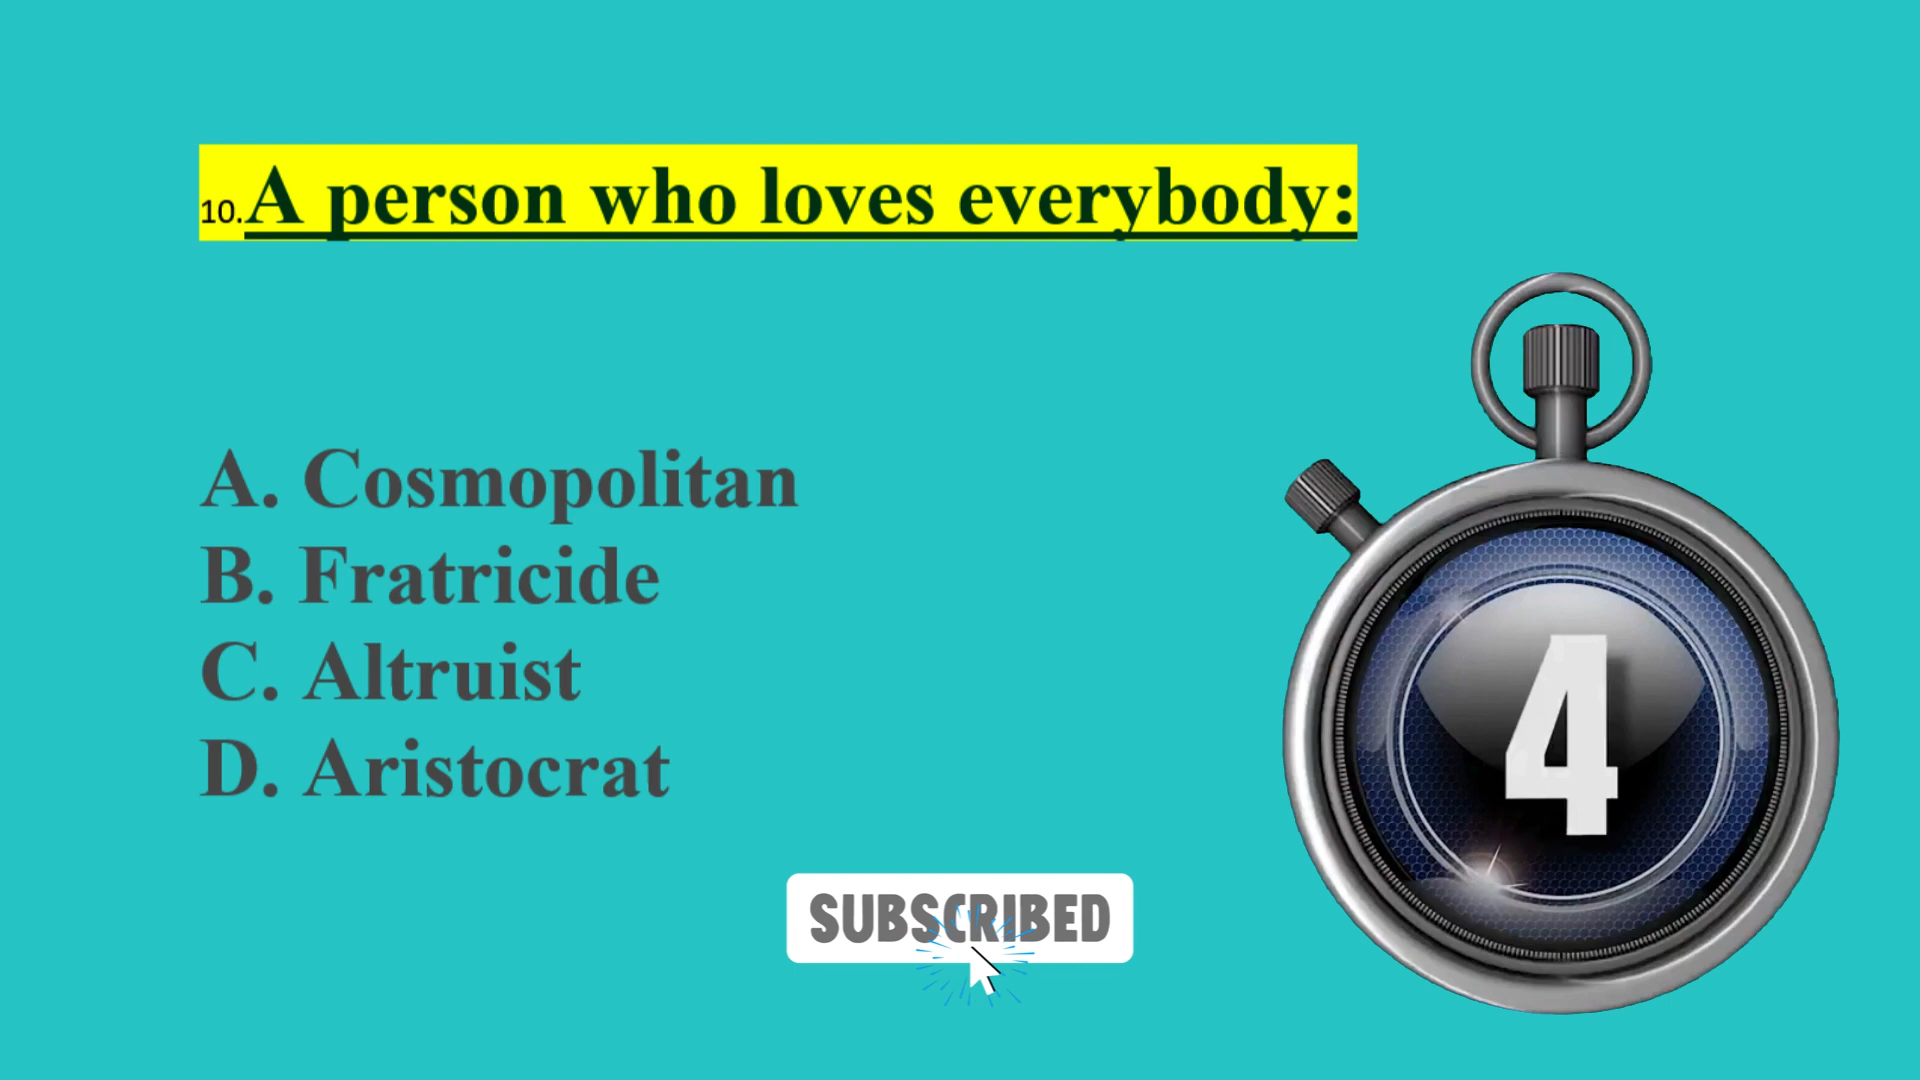 10. A person who loves everybody:
A. Cosmopolitan
B. Fratricide
C. Altruist
D. Aristocrat
4
SUBSCRIBED